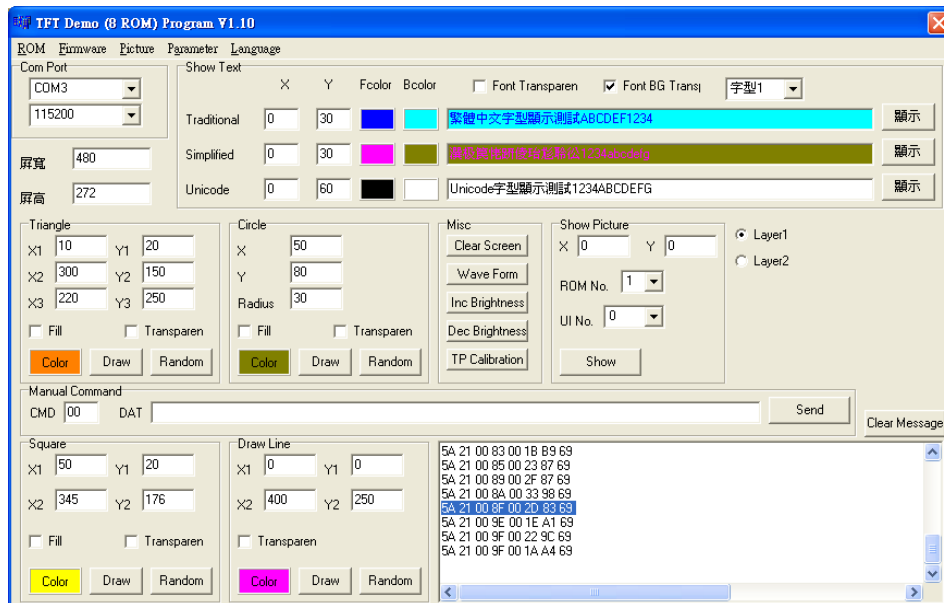 TFT Demo (8 ROM) Program V1.10
ROM Firmware Picture Parameter Language
Com Port
COM3
115200
屏寬 480
屏高 272
Show Text
X Y Fcolor Bcolor Font Transparen Font BG Transp 字型1
Traditional 0 30 繁體中文字型顯示測試ABCDEF1234 顯示
Simplified 0 30 顯示
Unicode 0 60 Unicode字型顯示測試1234ABCDEFG 顯示
Triangle
X1 10 Y1 20
X2 300 Y2 150
X3 220 Y3 250
Fill Transparen
Color Draw Random
Circle
X 50
Y 80
Radius 30
Fill Transparen
Color Draw Random
Misc
Clear Screen
Wave Form
Inc Brightness
Dec Brightness
TP Calibration
Show Picture
X 0 Y 0
ROM No. 1
UI No. 0
Show
Layer1
Layer2
Manual Command
CMD 00 DAT Send
Clear Message
Square
X1 50 Y1 20
X2 345 Y2 176
Fill Transparen
Color Draw Random
Draw Line
X1 0 Y1 0
X2 400 Y2 250
Transparen
Color Draw Random
5A 21 00 83 00 1B B9 69
5A 21 00 85 00 23 87 69
5A 21 00 89 00 2F 87 69
5A 21 00 8A 00 33 98 69
5A 21 00 8F 00 2D 83 69
5A 21 00 9E 00 1E A1 69
5A 21 00 9F 00 22 9C 69
5A 21 00 9F 00 1A A4 69